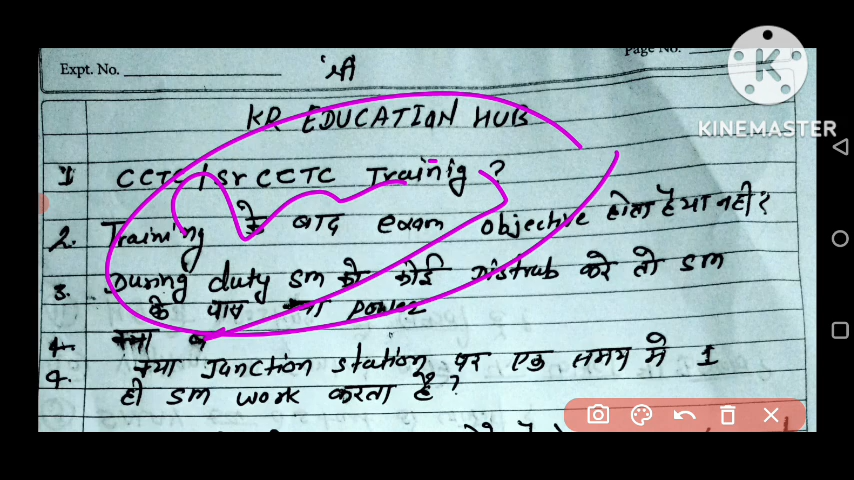 Page No.
Expt. No.
श्री
K
KINEMASTER
KR EDUCATION HUB
1 CCTC / Sr CCTC Trainig ?
2. Training के बाद exam objective होता है या नही ?
3. During duty sm को कोई Distrub करे तो sm
के पास क्या power
4.
4. क्या Junction station पर एक समय मे 1
ही sm work करता है ?